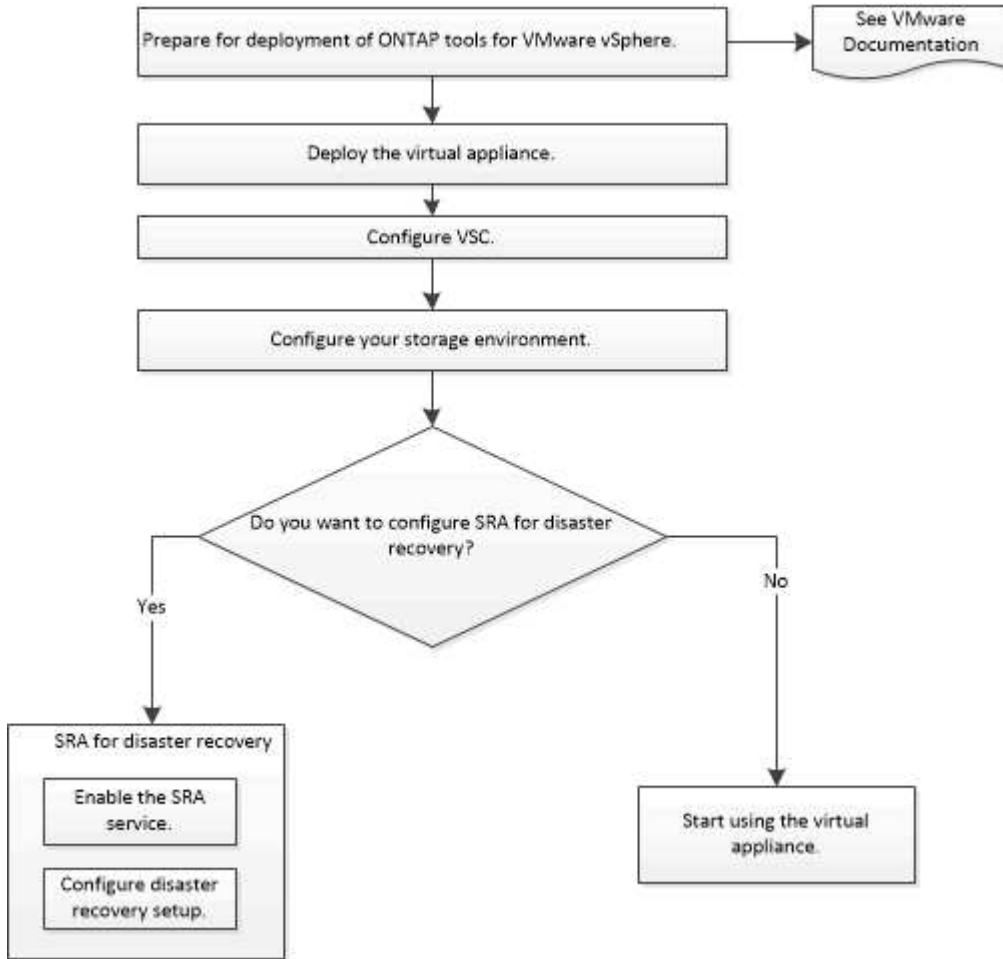 Prepare for deployment of ONTAP tools for VMware vSphere.
See VMware
Documentation
Deploy the virtual appliance.
Configure VSC.
Configure your storage environment.
Do you want to configure SRA for disaster
recovery?
Yes
No
SRA for disaster recovery
Enable the SRA
service.
Configure disaster
recovery setup.
Start using the virtual
appliance.